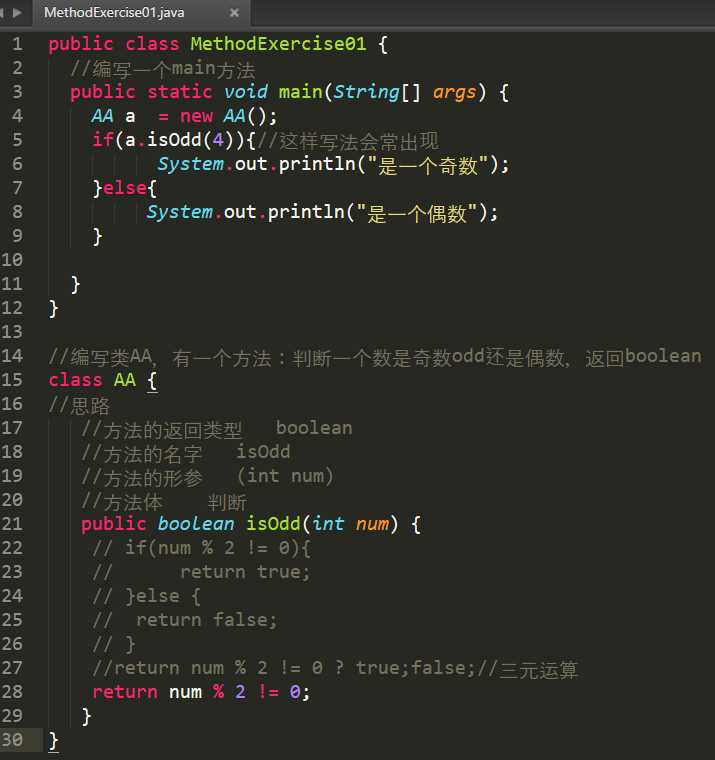 MethodExercise01.java
1 public class MethodExercise01 {
2 //编写一个main方法
3 public static void main(String[] args) {
4 AA a  = new AA();
5 if(a.isOdd(4)){//这样写法会常出现
6 System.out.println("是一个奇数");
7 }else{
8 System.out.println("是一个偶数");
9 }
10
11 }
12 }
13
14 //编写类AA, 有一个方法：判断一个数是奇数odd还是偶数, 返回boolean
15 class AA {
16 //思路
17 //方法的返回类型   boolean
18 //方法的名字   isOdd
19 //方法的形参   (int num)
20 //方法体    判断
21 public boolean isOdd(int num) {
22 // if(num % 2 != 0){
23 //      return true;
24 // }else {
25 //  return false;
26 // }
27 //return num % 2 != 0 ? true;false;//三元运算
28 return num % 2 != 0;
29 }
30 }